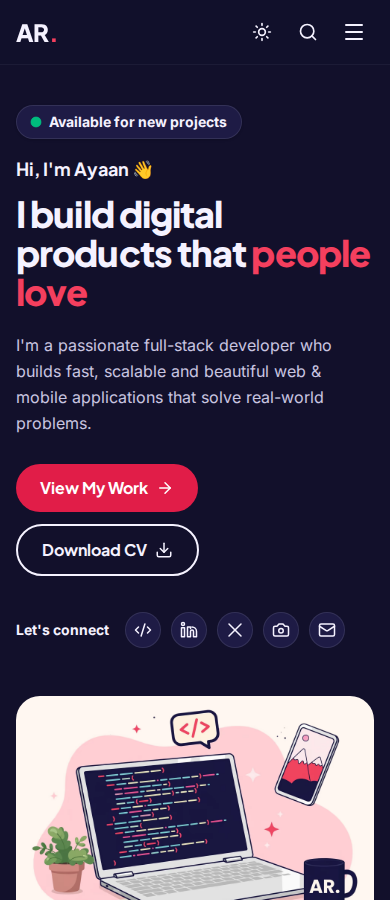 AR.
Available for new projects
Hi, I'm Ayaan 👋
I build digital
products that people
love
I'm a passionate full-stack developer who
builds fast, scalable and beautiful web &
mobile applications that solve real-world
problems.
View My Work
Download CV
Let's connect
</>
AR.